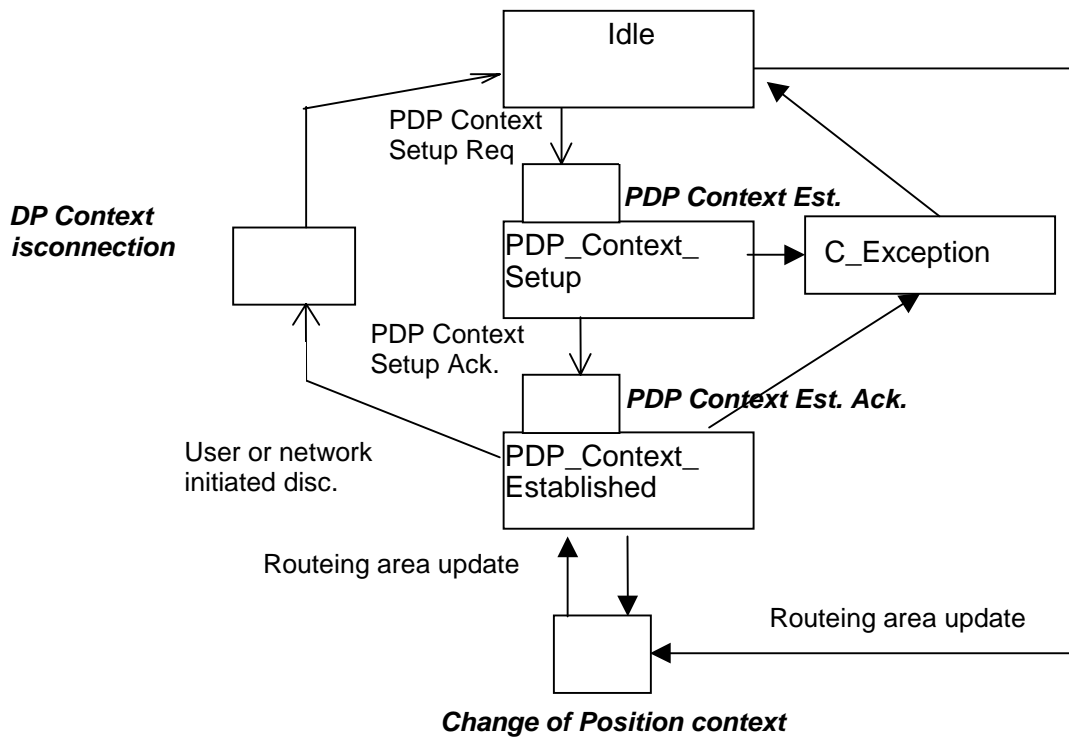 Idle
PDP Context
Setup Req
PDP Context Est.
DP Context
isconnection
PDP_Context_
Setup
C_Exception
PDP Context
Setup Ack.
PDP Context Est. Ack.
User or network
initiated disc.
PDP_Context_
Established
Routeing area update
Routeing area update
Change of Position context